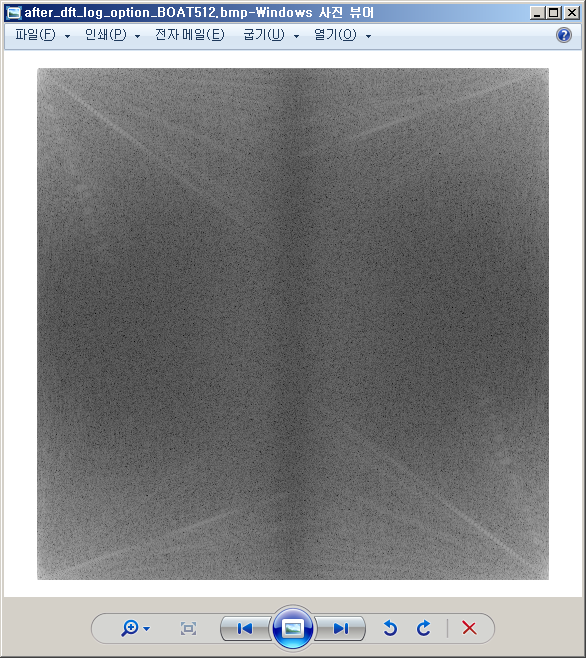 after_dft_log_option_BOAT512.bmp-Windows 사진 뷰어
파일(F) 인쇄(P) 전자 메일(E) 굽기(U) 열기(O)